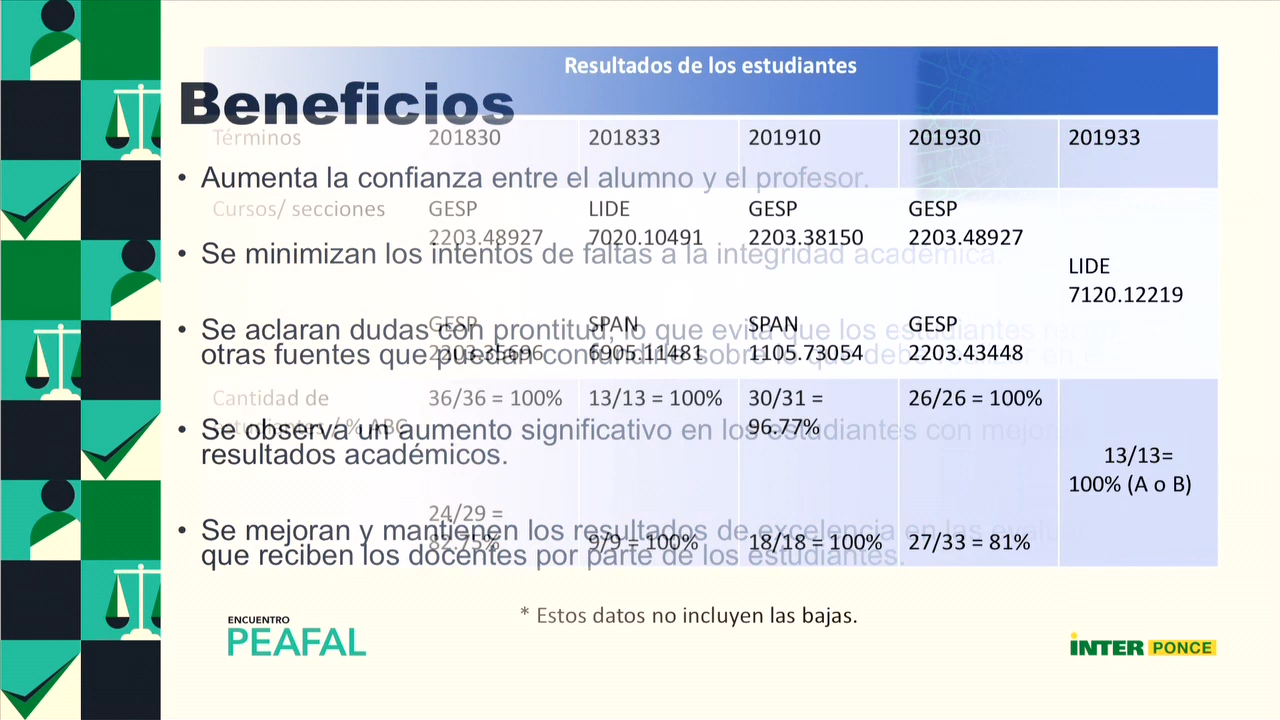 Resultados de los estudiantes
Beneficios
Términos 201830 201833 201910 201930 201933
• Aumenta la confianza entre el alumno y el profesor.
Cursos/ secciones GESP LIDE GESP GESP
2203.48927 7020.10491 2203.38150 2203.48927
• Se minimizan los intentos de faltas a la integridad académica.
LIDE
7120.12219
GESP SPAN SPAN GESP
2203.35696 6905.11481 1105.73054 2203.43448
• Se aclaran dudas con prontitud, lo que evita que los estudiantes
otras fuentes que puedan confundirle sobre lo que
Cantidad de 36/36 = 100% 13/13 = 100% 30/31 = 26/26 = 100%
estudiantes / % ABC 96.77%
• Se observa un aumento significativo en los estudiantes con mejores
resultados académicos.
13/13=
100% (A o B)
24/29 =
82.75% 9/9 = 100% 18/18 = 100% 27/33 = 81%
• Se mejoran y mantienen los resultados de excelencia en las
que reciben los docentes por parte de los estudiantes.
* Estos datos no incluyen las bajas.
ENCUENTRO
PEAFAL
INTER PONCE